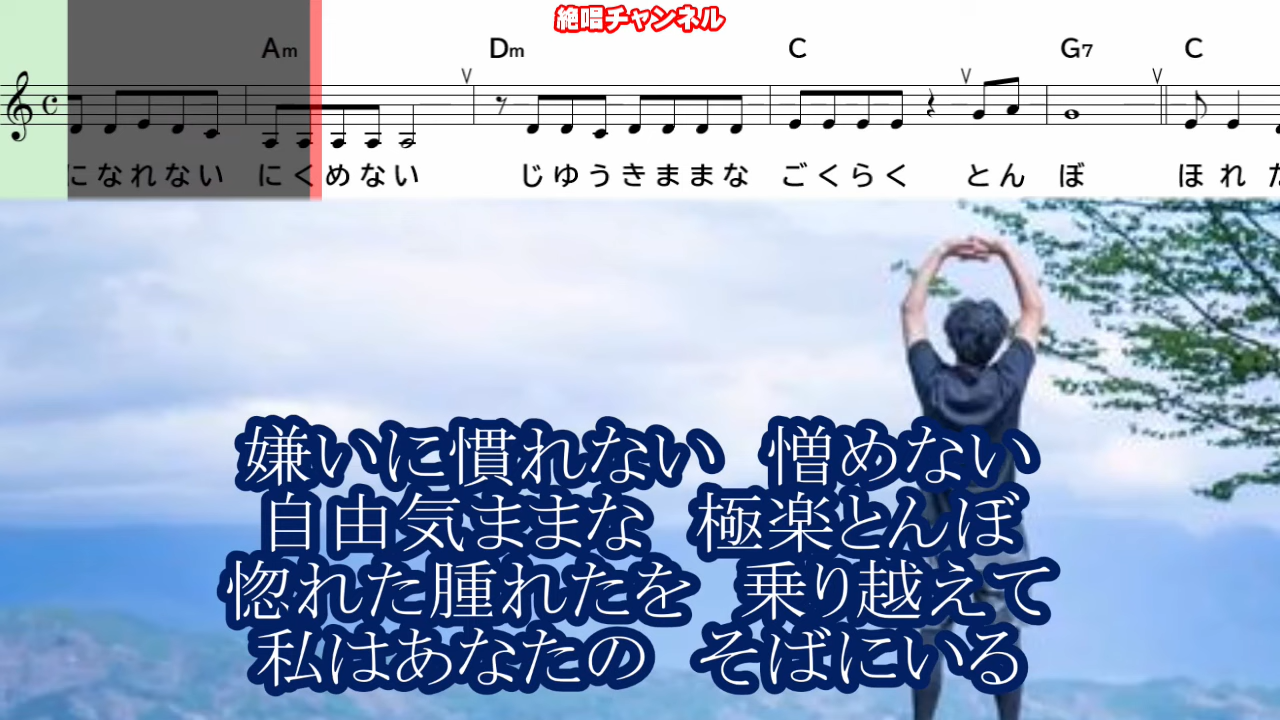 絶唱チャンネル
Am Dm C G7 C
になれない にくめない じゆうきままな ごくらく とん ぼ ほれ た
嫌いに慣れない 憎めない
自由気ままな 極楽とんぼ
惚れた腫れたを 乗り越えて
私はあなたの そばにいる